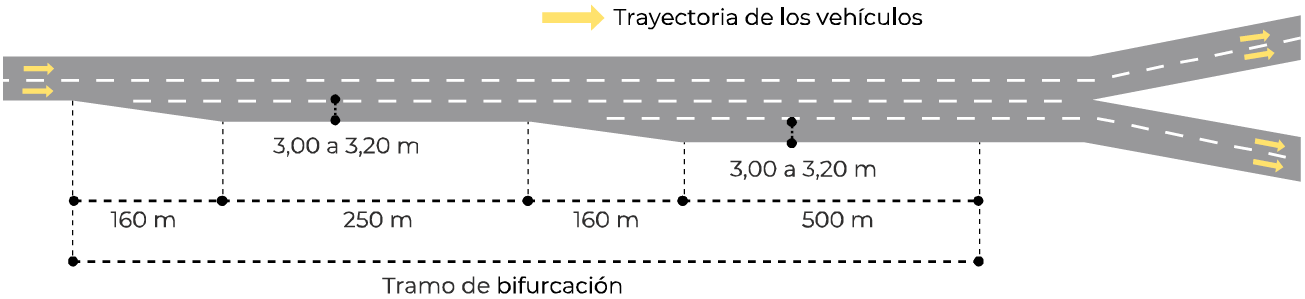 Trayectoria de los vehículos
3,00 a 3,20 m
3,00 a 3,20 m
160 m
250 m
160 m
500 m
Tramo de bifurcación